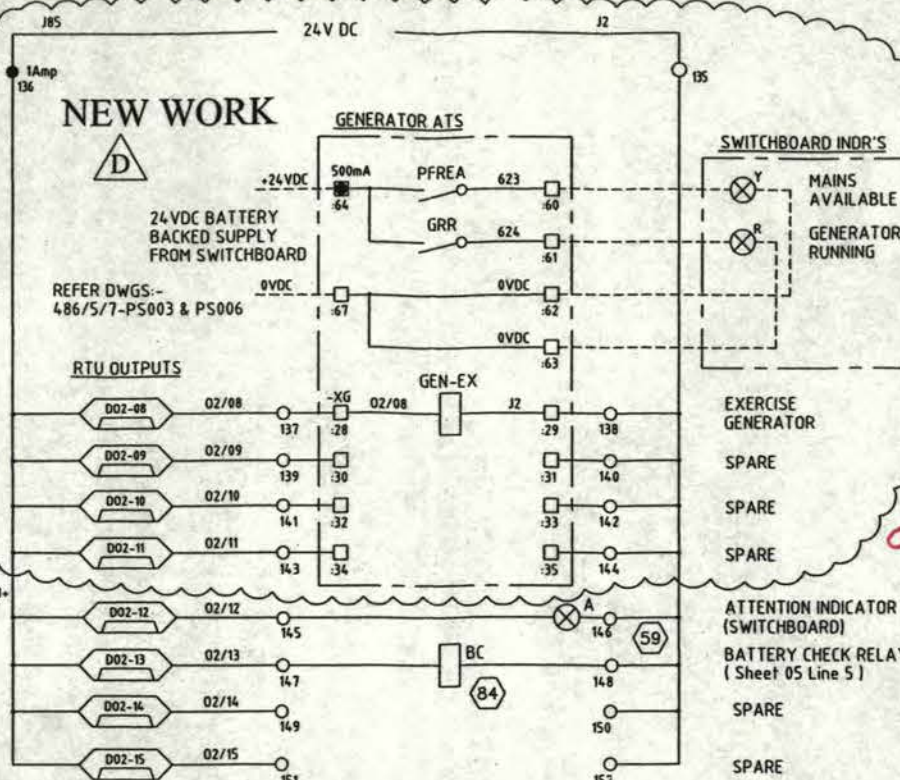 J85 24V DC J2
1Amp
136
135
NEW WORK
D
GENERATOR ATS
SWITCHBOARD INDR'S
+24VDC 500mA PFREA 623 Y MAINS
:64 :60 AVAILABLE
24VDC BATTERY
BACKED SUPPLY
FROM SWITCHBOARD
GRR 624 R GENERATOR
:61 RUNNING
REFER DWGS:-
486/5/7-PS003 & PS006
0VDC 0VDC
:67 :62
0VDC
:63
RTU OUTPUTS
GEN-EX
DO2-08 02/08 -XG 02/08 J2 EXERCISE
137 :28 :29 138 GENERATOR
DO2-09 02/09 SPARE
139 :30 :31 140
DO2-10 02/10 SPARE
141 :32 :33 142
DO2-11 02/11 SPARE
143 :34 :35 144
DO2-12 02/12 A ATTENTION INDICATOR
145 146 59 (SWITCHBOARD)
DO2-13 02/13 BC BATTERY CHECK RELAY
147 84 148 ( Sheet 05 Line 5 )
DO2-14 02/14 SPARE
149 150
DO2-15 02/15 SPARE